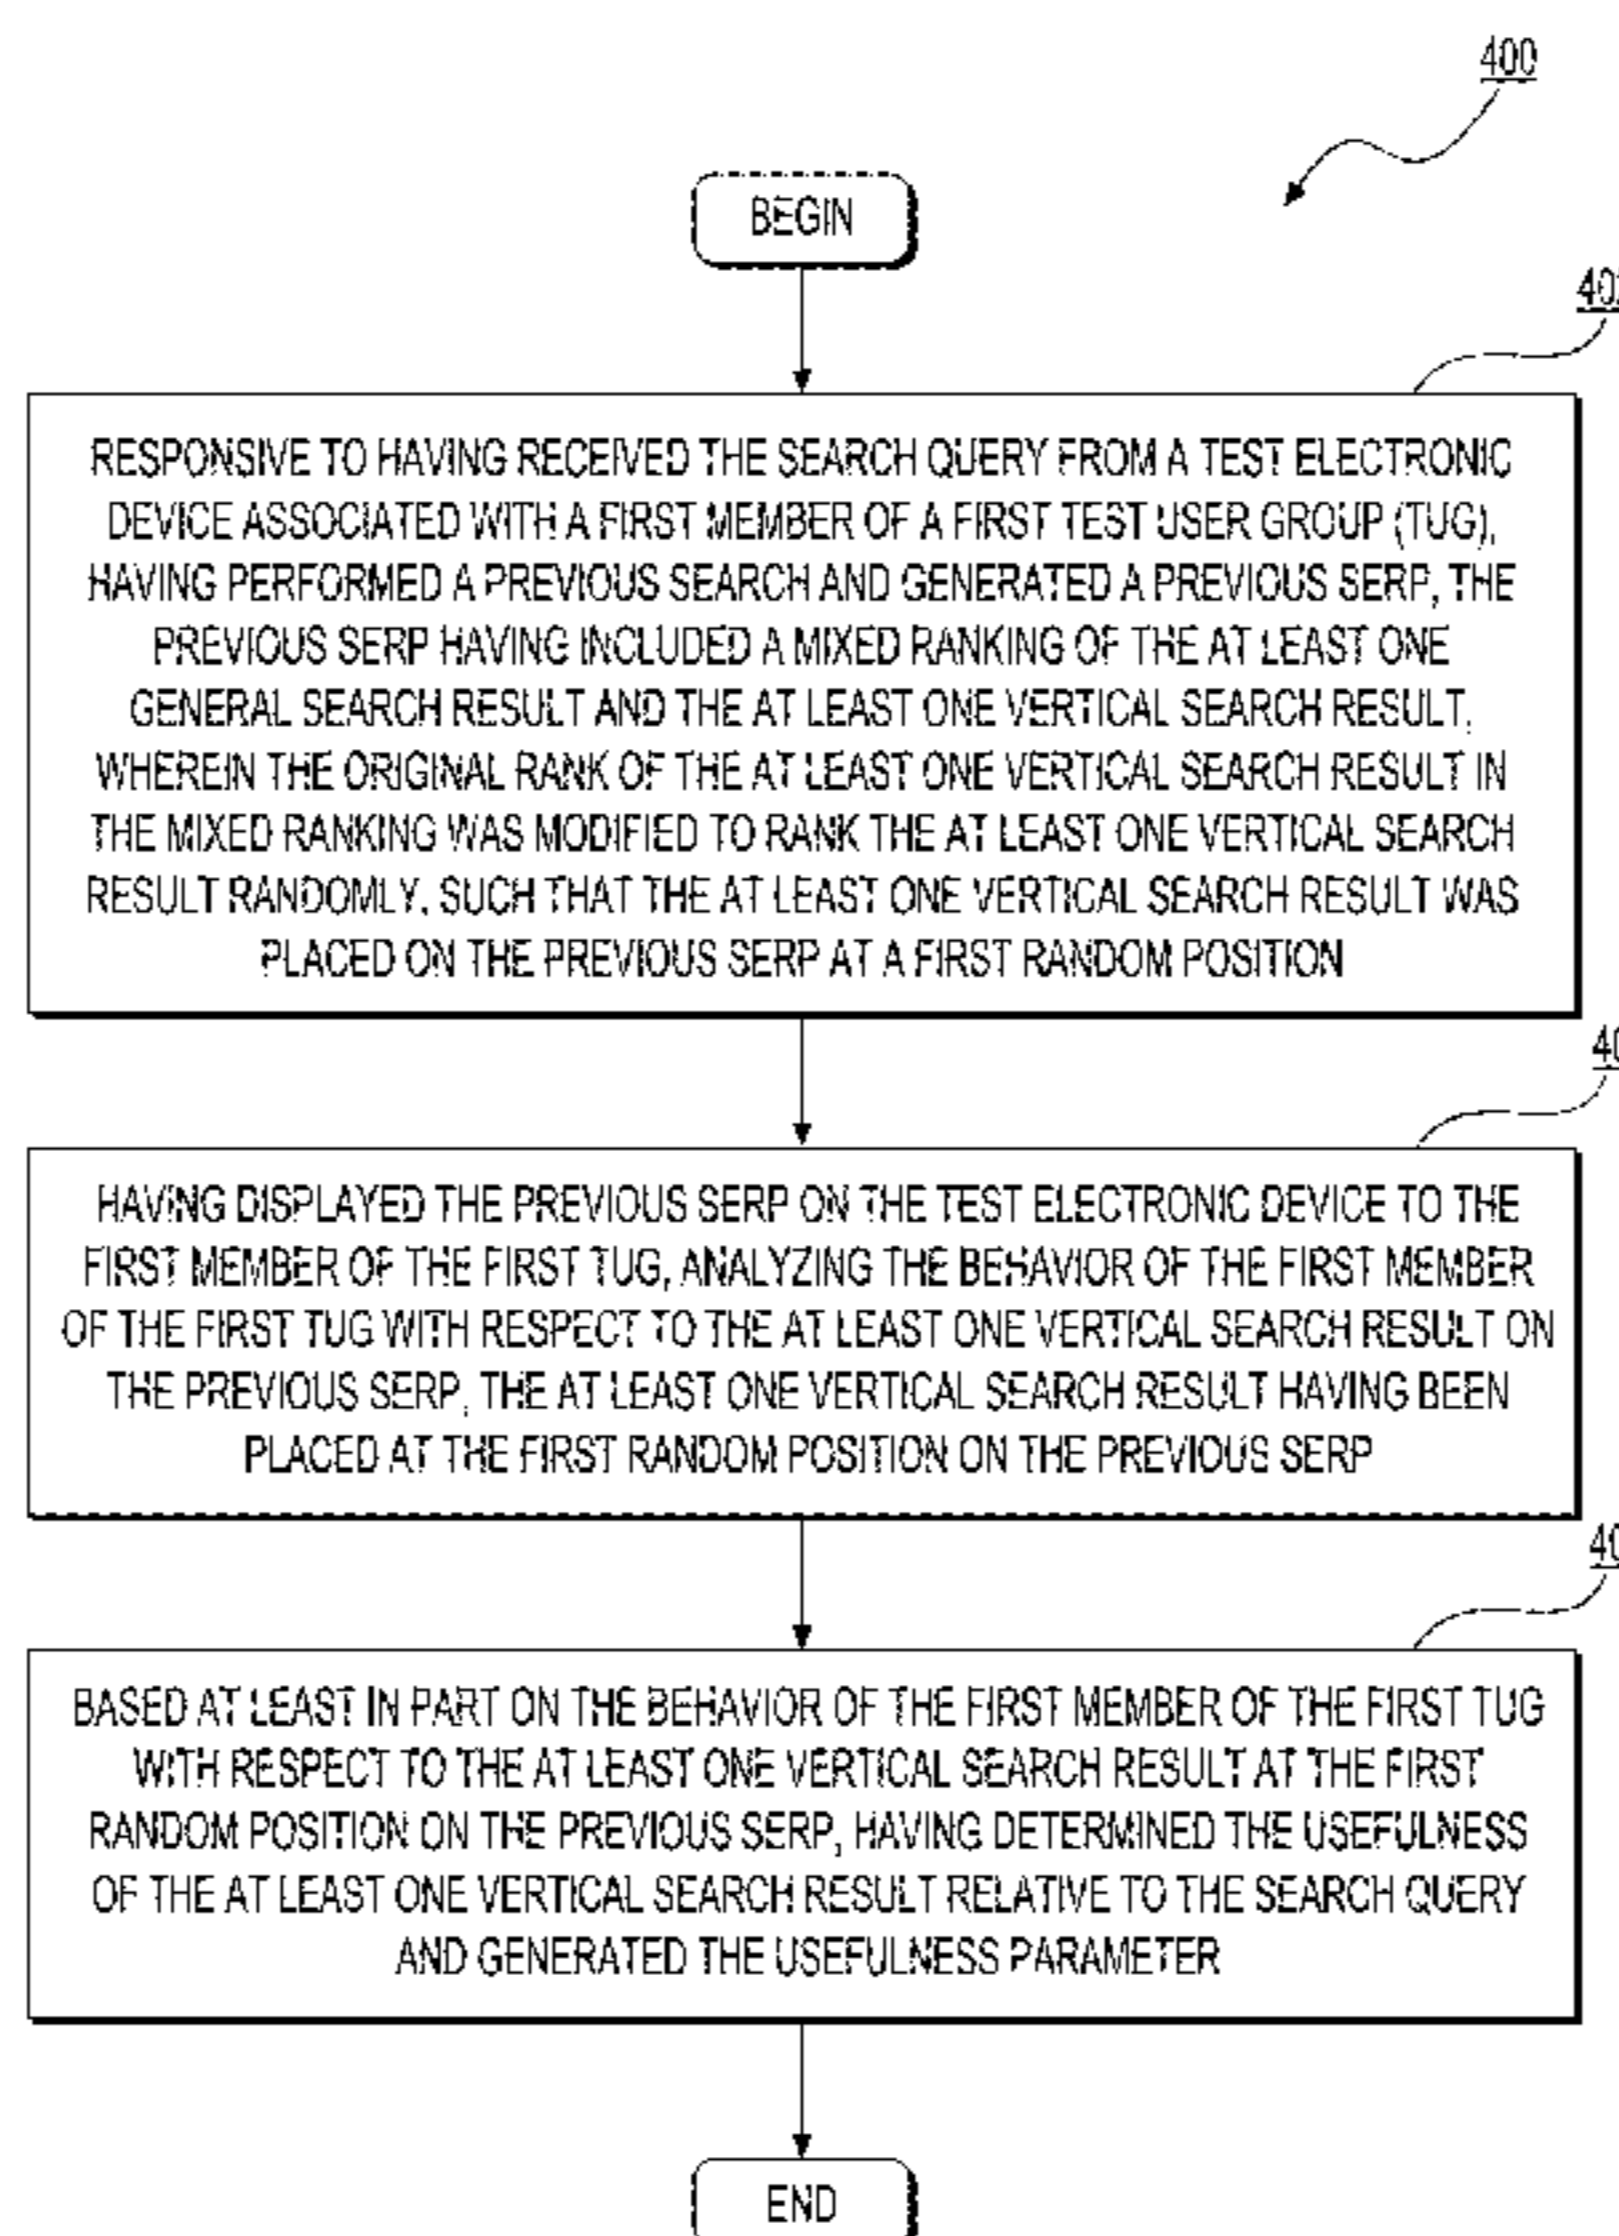 400
BEGIN
402
RESPONSIVE TO HAVING RECEIVED THE SEARCH QUERY FROM A TEST ELECTRONIC
DEVICE ASSOCIATED WITH A FIRST MEMBER OF A FIRST TEST USER GROUP (TUG),
HAVING PERFORMED A PREVIOUS SEARCH AND GENERATED A PREVIOUS SERP, THE
PREVIOUS SERP HAVING INCLUDED A MIXED RANKING OF THE AT LEAST ONE
GENERAL SEARCH RESULT AND THE AT LEAST ONE VERTICAL SEARCH RESULT,
WHEREIN THE ORIGINAL RANK OF THE AT LEAST ONE VERTICAL SEARCH RESULT IN
THE MIXED RANKING WAS MODIFIED TO RANK THE AT LEAST ONE VERTICAL SEARCH
RESULT RANDOMLY, SUCH THAT THE AT LEAST ONE VERTICAL SEARCH RESULT WAS
PLACED ON THE PREVIOUS SERP AT A FIRST RANDOM POSITION
40
HAVING DISPLAYED THE PREVIOUS SERP ON THE TEST ELECTRONIC DEVICE TO THE
FIRST MEMBER OF THE FIRST TUG, ANALYZING THE BEHAVIOR OF THE FIRST MEMBER
OF THE FIRST TUG WITH RESPECT TO THE AT LEAST ONE VERTICAL SEARCH RESULT ON
THE PREVIOUS SERP, THE AT LEAST ONE VERTICAL SEARCH RESULT HAVING BEEN
PLACED AT THE FIRST RANDOM POSITION ON THE PREVIOUS SERP
40
BASED AT LEAST IN PART ON THE BEHAVIOR OF THE FIRST MEMBER OF THE FIRST TUG
WITH RESPECT TO THE AT LEAST ONE VERTICAL SEARCH RESULT AT THE FIRST
RANDOM POSITION ON THE PREVIOUS SERP, HAVING DETERMINED THE USEFULNESS
OF THE AT LEAST ONE VERTICAL SEARCH RESULT RELATIVE TO THE SEARCH QUERY
AND GENERATED THE USEFULNESS PARAMETER
END